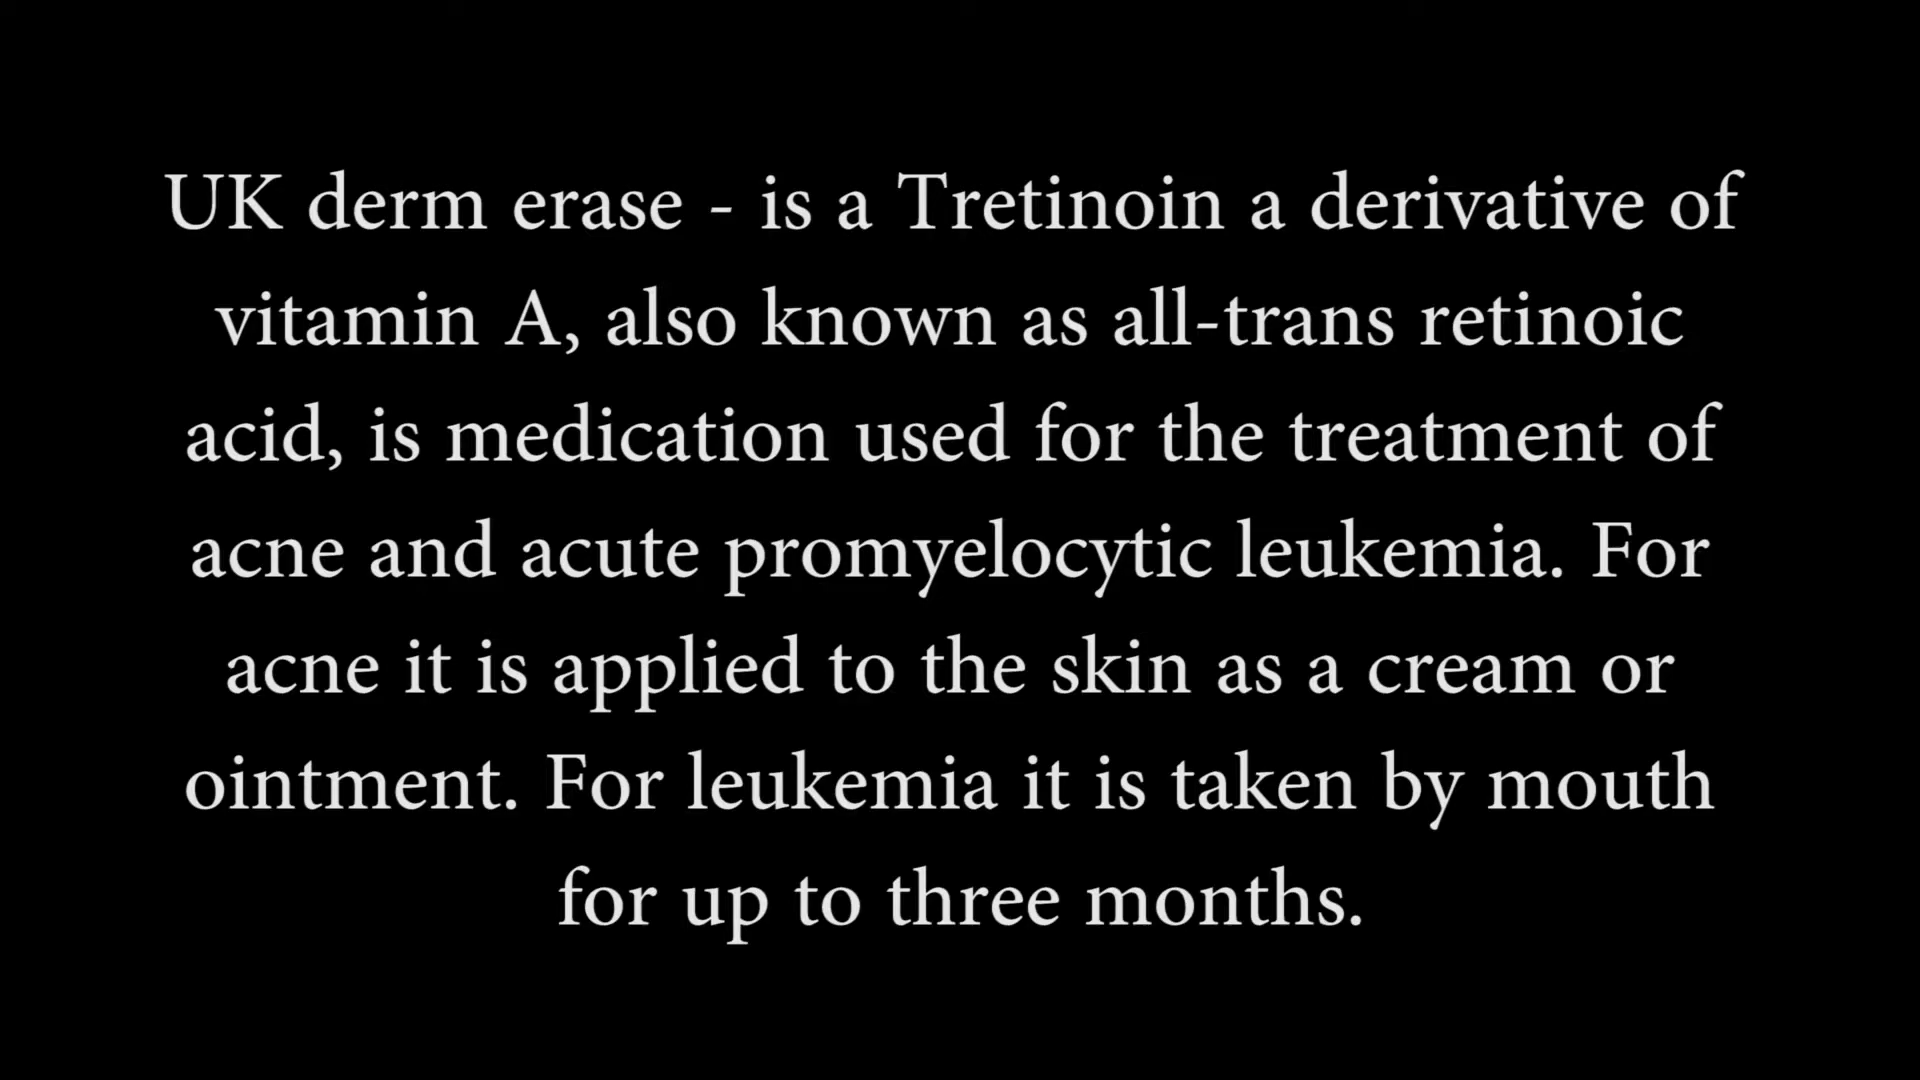 UK derm erase - is a Tretinoin a derivative of
vitamin A, also known as all-trans retinoic
acid, is medication used for the treatment of
acne and acute promyelocytic leukemia. For
acne it is applied to the skin as a cream or
ointment. For leukemia it is taken by mouth
for up to three months.